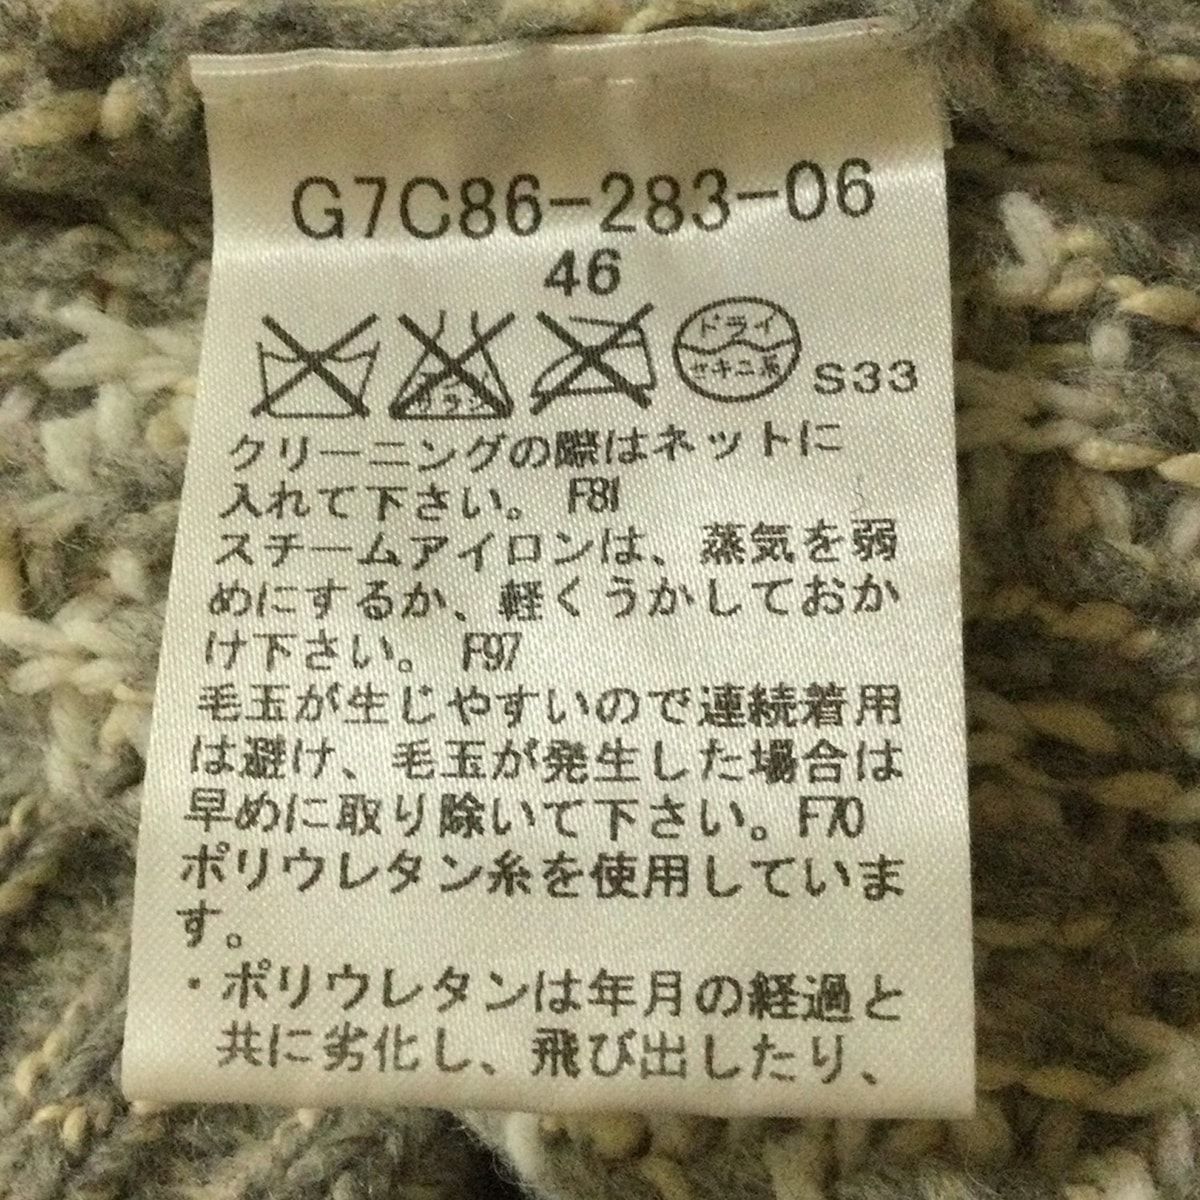 G7C86-283-06
46
エンソ
サラシ
ドライ
セキユ系
S33
クリーニングの際はネットに
入れて下さい。 F81
スチームアイロンは、蒸気を弱
めにするか、軽くうかしておか
け下さい。 F97
毛玉が生じやすいので連続着用
は避け、毛玉が発生した場合は
早めに取り除いて下さい。F70
ポリウレタン糸を使用していま
す。
・ポリウレタンは年月の経過と
共に劣化し、飛び出したり、